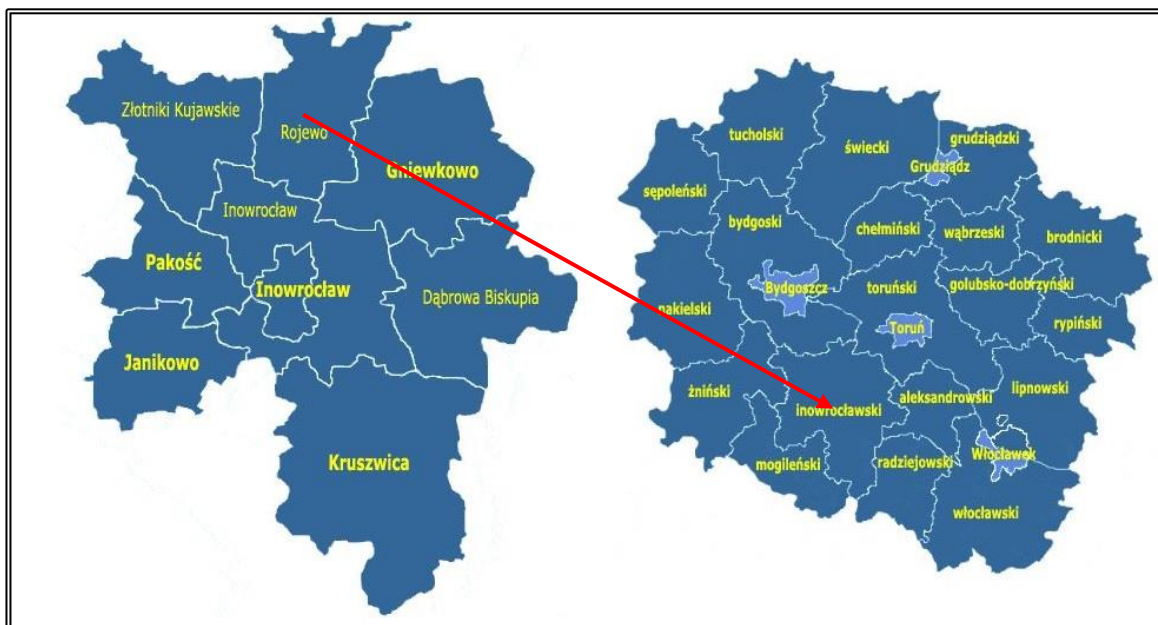 Złotniki Kujawskie
Rojewo
Gniewkowo
Inowrocław
Pakość
Inowrocław
Dąbrowa Biskupia
Janikowo
Kruszwica
tucholski
świecki
grudziądzki
Grudziądz
sępoleński
bydgoski
chełmiński
wąbrzeski
brodnicki
Bydgoszcz
toruński
golubsko-dobrzyński
nakielski
Toruń
rypiński
żniński
inowrocławski
aleksandrowski
lipnowski
mogileński
radziejowski
Włocławek
włocławski